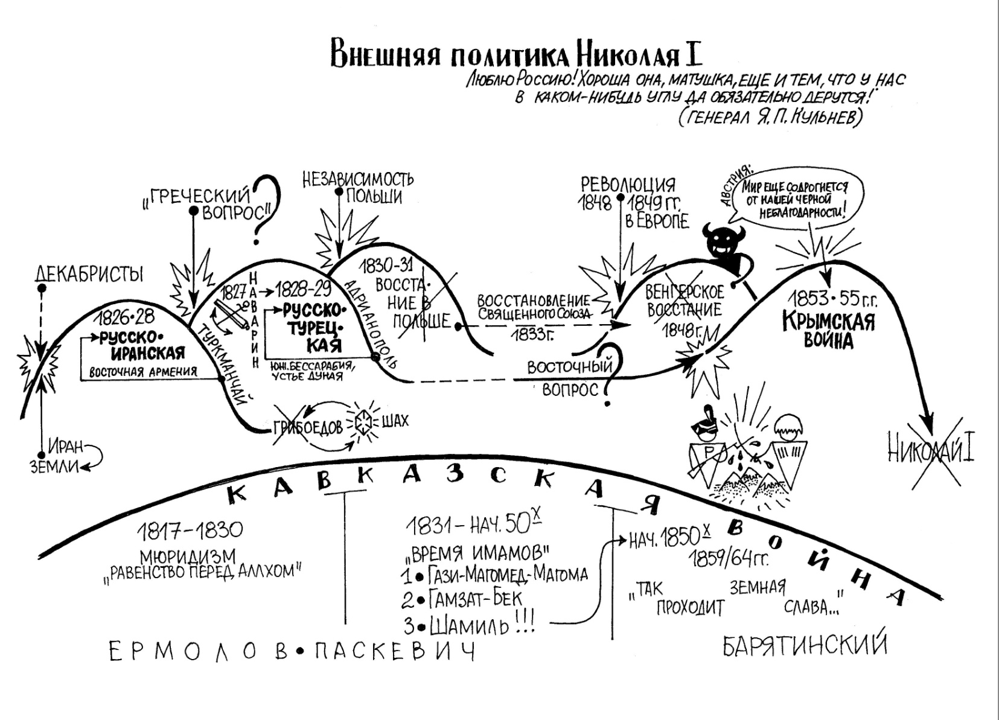 Внешняя политика Николая I
Люблю Россию! Хороша она, матушка, еще и тем, что у нас
в каком-нибудь углу да обязательно дерутся!"
(генерал Я.П. Кульнев)
Декабристы
1826-28
Русско-
Иранская
Восточная Армения
Туркманчай
Иран
земли
„Греческий
вопрос"
?
1827
Наварин
1828-29
Русско-
Турец-
кая
Юж. Бессарабия,
устье Дуная
Адрианополь
Грибоедов
Шах
Независимость
Польши
1830-31
Восста-
ние в
Польше
Восстановление
Священного Союза
1833г.
Восточный
вопрос
?
Революция
1848 1849 гг.
в Европе
Венгерское
восстание
1848г.
Австрия:
Мир еще содрогнется
от нашей черной
неблагодарности!
1853-55 г.г.
Крымская
война
Николай I
Р
Кавказская война
1817-1830
мюридизм
„равенство перед Аллхом"
1831- нач. 50х
„Время имамов"
1•Гази-Магомед-Магома
2•Гамзат-Бек
3•Шамиль!!!
нач. 1850х
1859/64гг.
„Так проходит земная слава..."
Ермолов•Паскевич
Барятинский